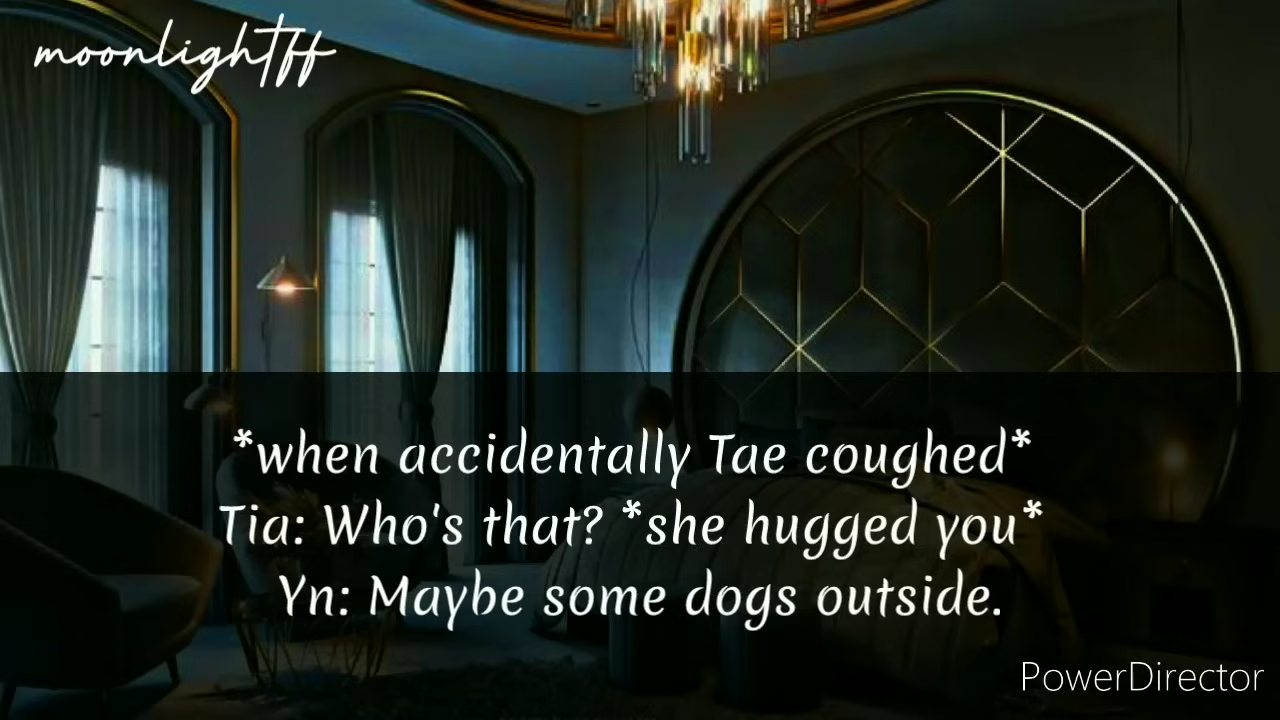 moonlightff
*when accidentally Tae coughed*
Tia: Who's that? *she hugged you*
Yn: Maybe some dogs outside.
PowerDirector